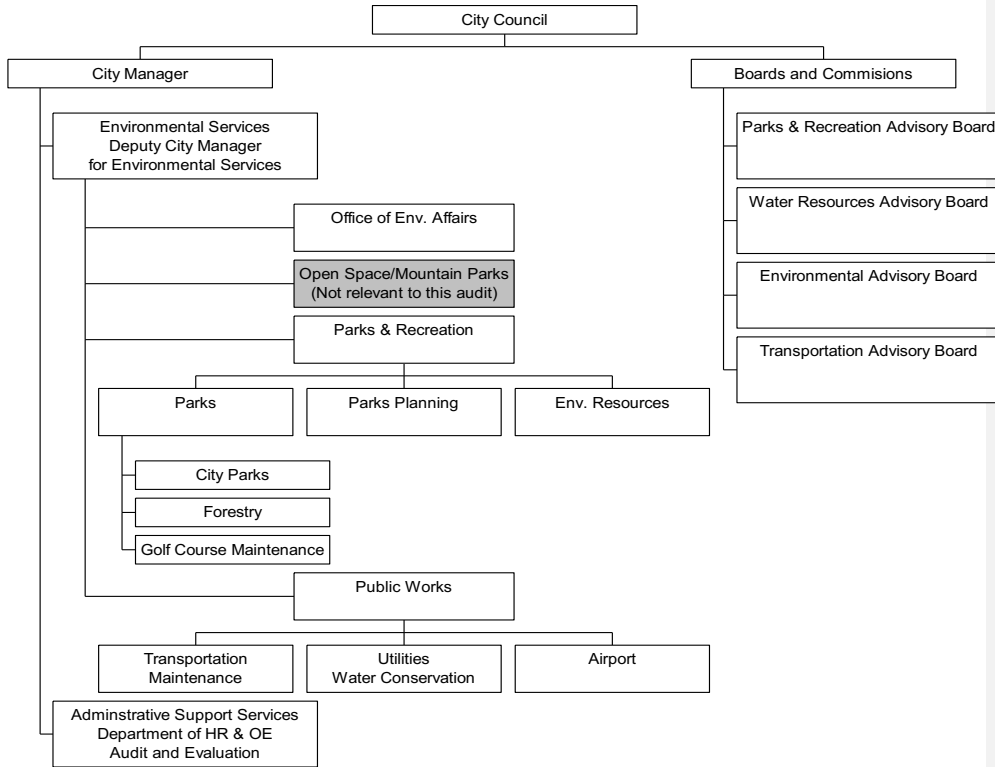 City Council
City Manager
Boards and Commisions
Environmental Services
Deputy City Manager
for Environmental Services
Parks & Recreation Advisory Board
Water Resources Advisory Board
Office of Env. Affairs
Open Space/Mountain Parks
(Not relevant to this audit)
Environmental Advisory Board
Parks & Recreation
Transportation Advisory Board
Parks
Parks Planning
Env. Resources
City Parks
Forestry
Golf Course Maintenance
Public Works
Transportation
Maintenance
Utilities
Water Conservation
Airport
Adminstrative Support Services
Department of HR & OE
Audit and Evaluation